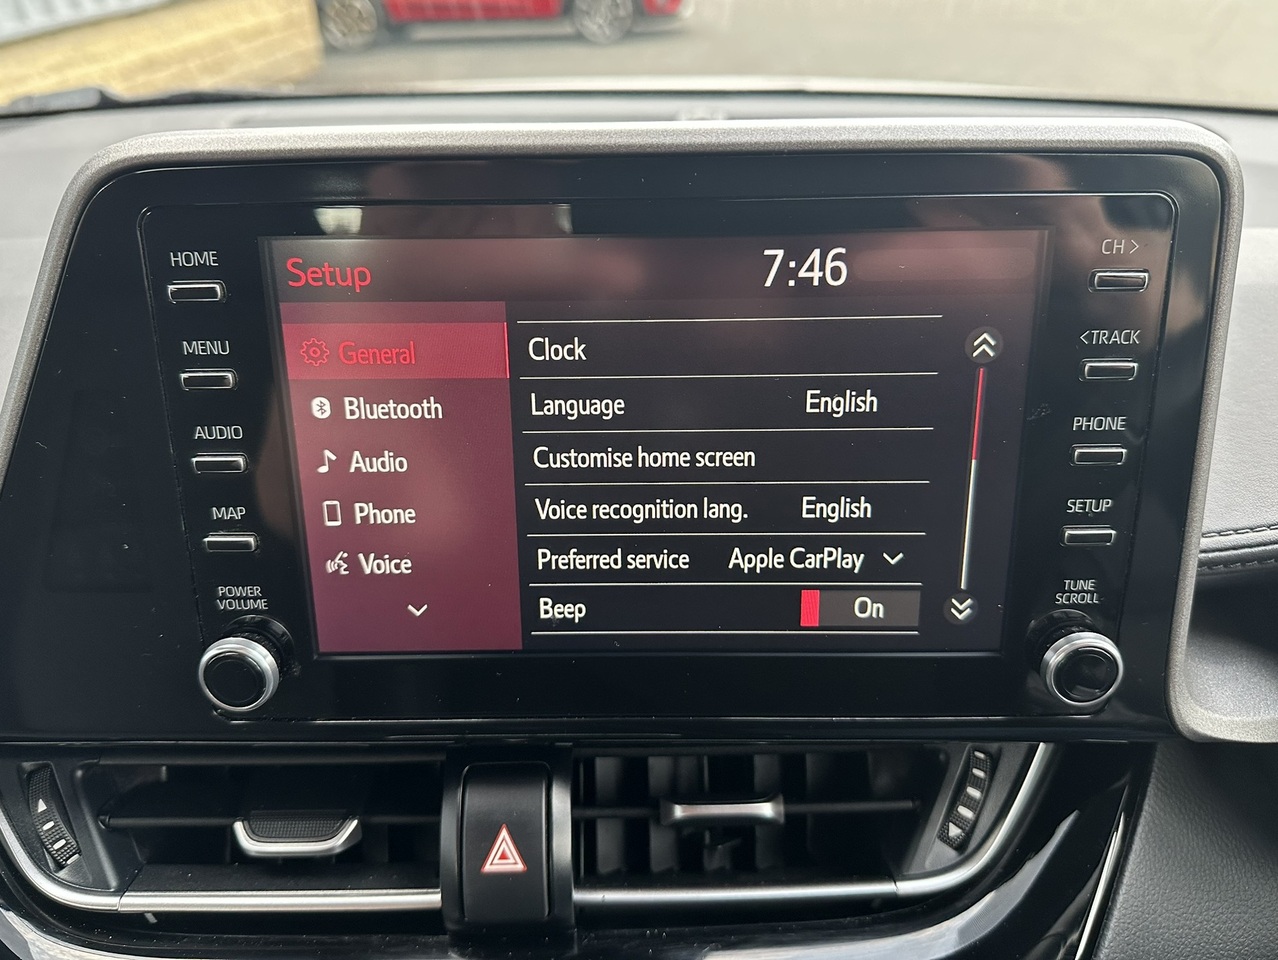 HOME
MENU
AUDIO
MAP
POWER
VOLUME
Setup
7:46
General
Bluetooth
Audio
Phone
Voice
Clock
Language English
Customise home screen
Voice recognition lang. English
Preferred service Apple CarPlay
Beep On
CH >
< TRACK
PHONE
SETUP
TUNE
SCROLL